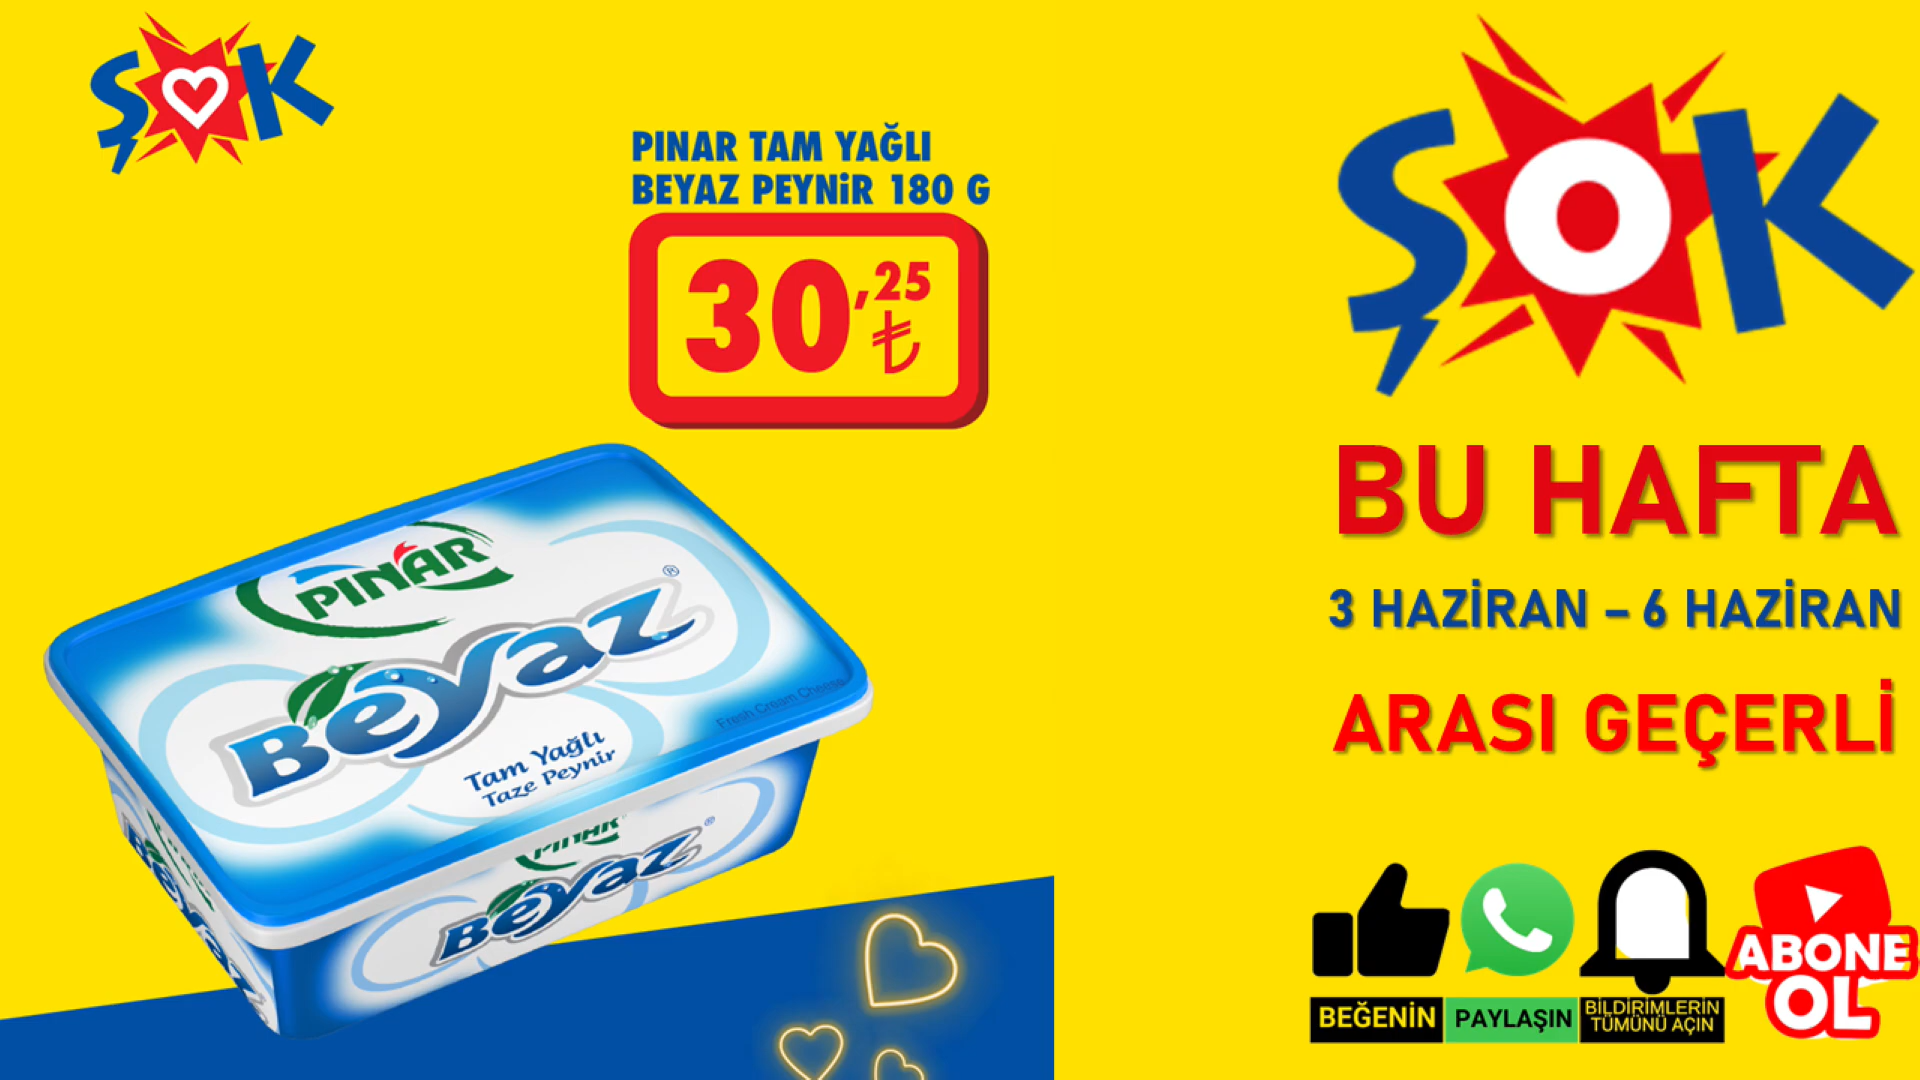 ŞOK
PINAR TAM YAĞLI
BEYAZ PEYNiR 180 G
30,25
₺
PINAR
Beyaz®
Fresh Cream Cheese
Tam Yağlı
Taze Peynir
PINAR
Beyaz®
Beyaz
ŞOK
BU HAFTA
3 HAZİRAN – 6 HAZİRAN
ARASI GEÇERLİ
BEĞENİN
PAYLAŞIN
BİLDİRİMLERİN
TÜMÜNÜ AÇIN
ABONE
OL